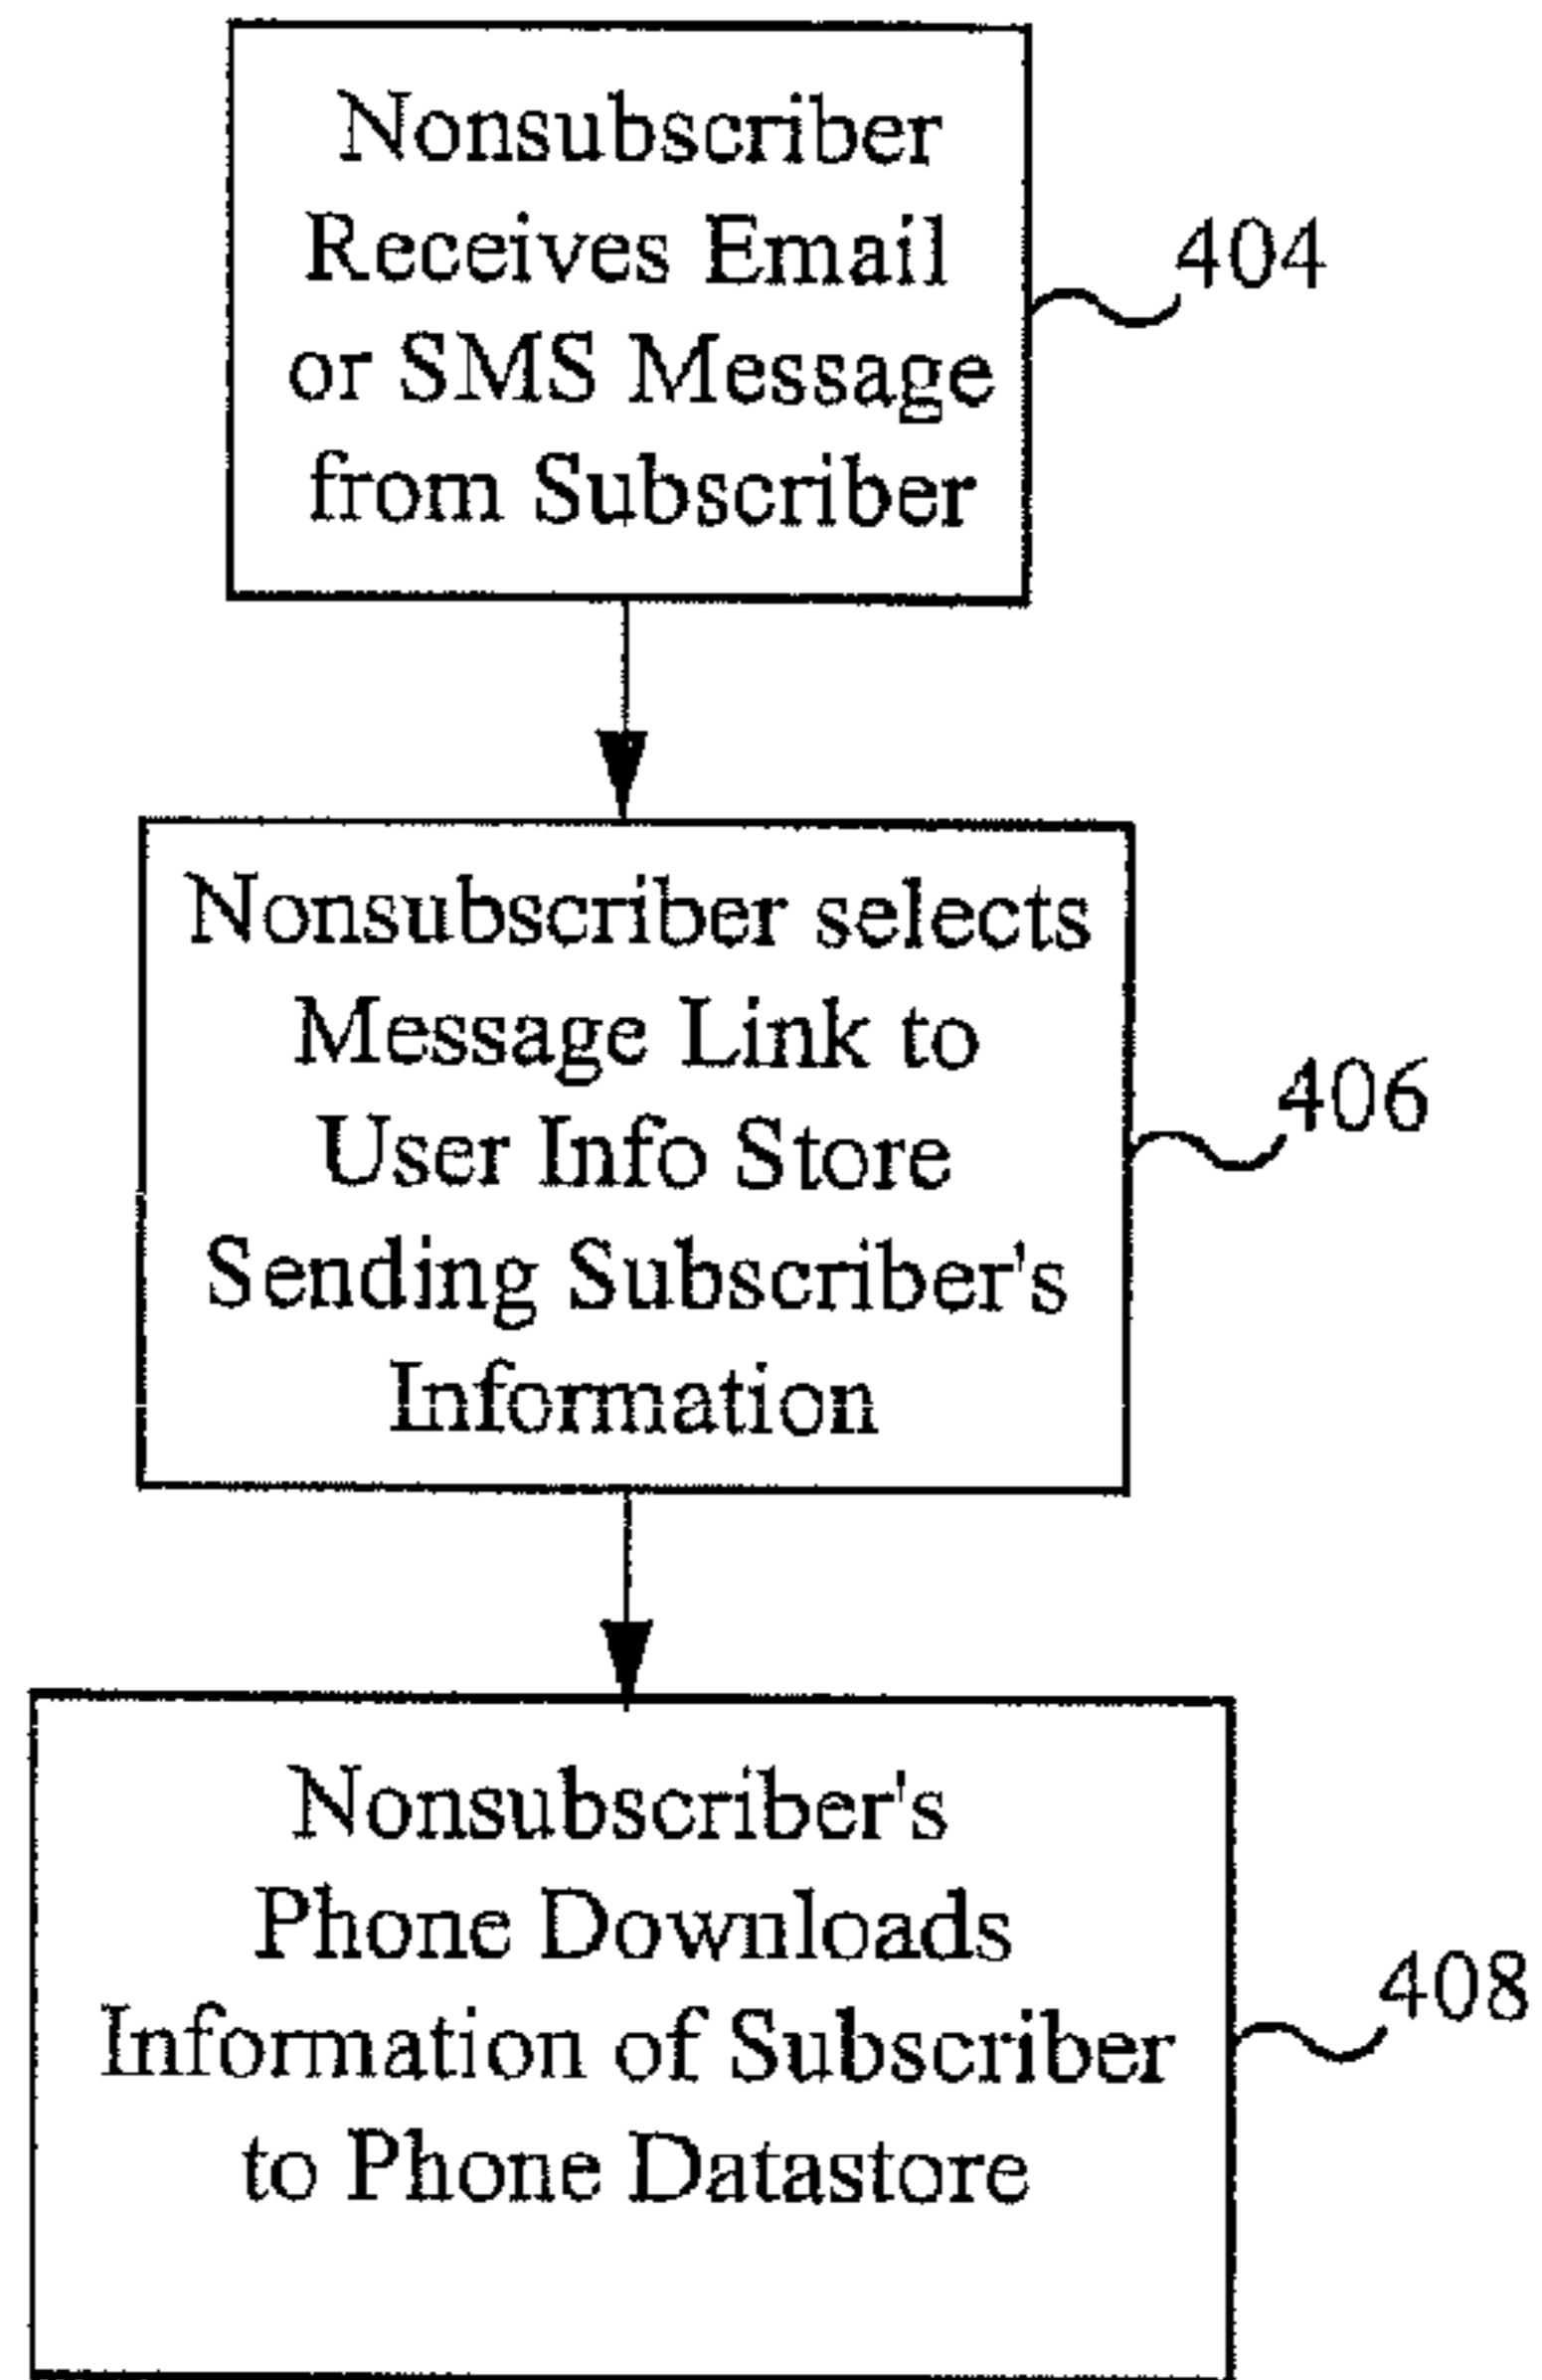 Nonsubscriber
Receives Email
or SMS Message
from Subscriber
404
Nonsubscriber selects
Message Link to
User Info Store
Sending Subscriber's
Information
406
Nonsubscriber's
Phone Downloads
Information of Subscriber
to Phone Datastore
408